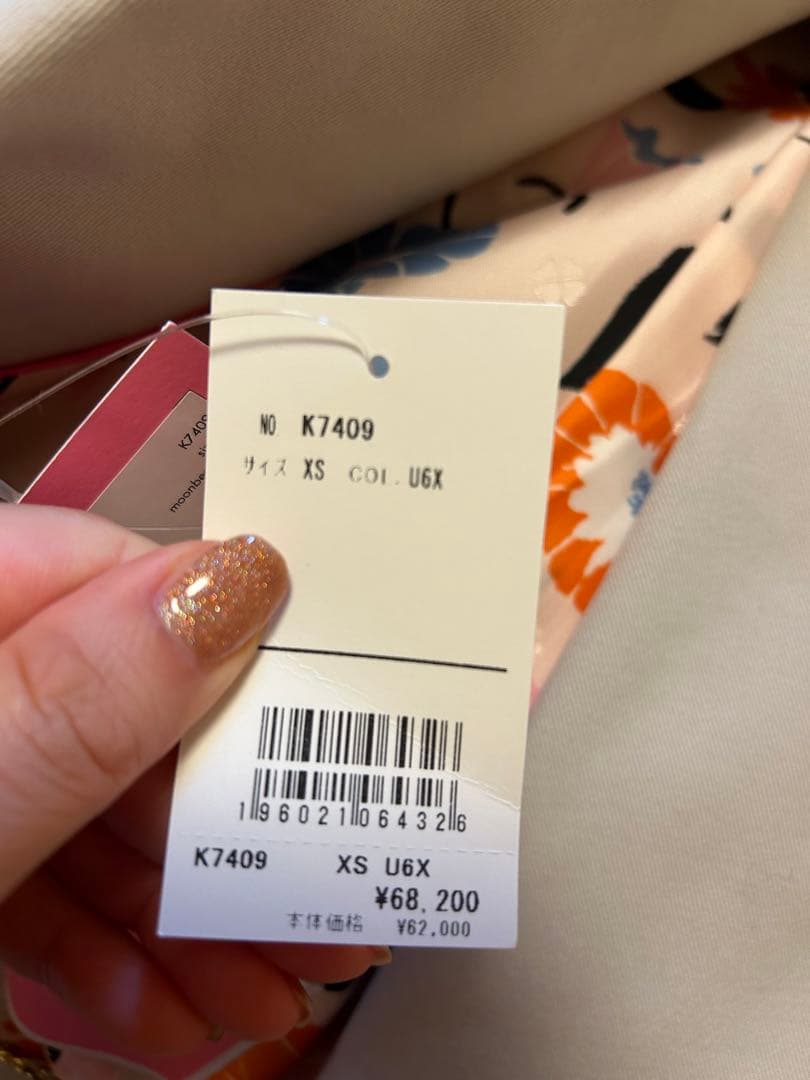 NO K7409
サイズ XS COL. U6X
196021064326
K7409 XS U6X
¥68,200
本体価格 ¥62,000
K7409